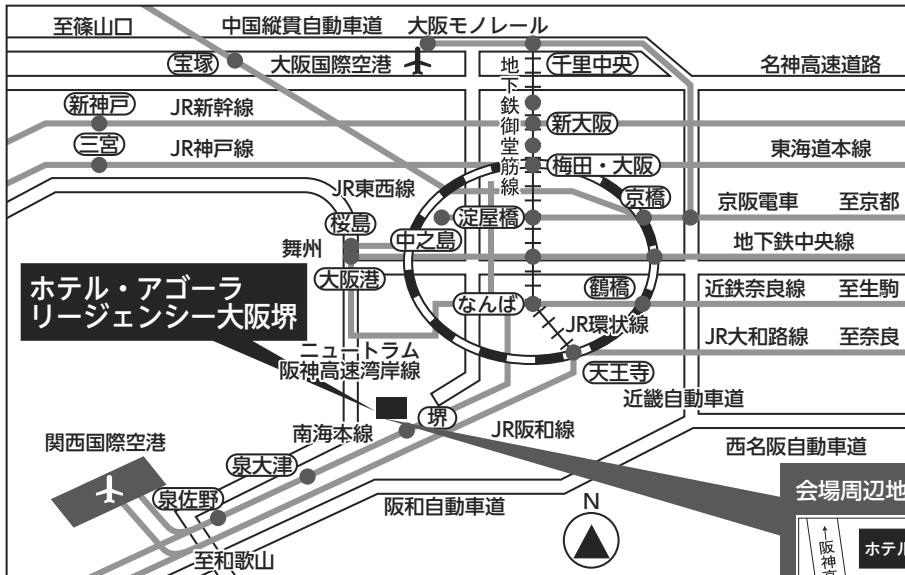 至篠山口
中国縦貫自動車道
大阪モノレール
宝塚
大阪国際空港
地下鉄御堂筋線
千里中央
名神高速道路
新神戸
JR新幹線
新大阪
三宮
JR神戸線
梅田・大阪
東海道本線
JR東西線
京橋
桜島
淀屋橋
京阪電車
至京都
舞州
中之島
地下鉄中央線
大阪港
ホテル・アゴーラ
リージェンシー大阪堺
なんば
鶴橋
近鉄奈良線
至生駒
JR環状線
JR大和路線
至奈良
ニュートラム
阪神高速湾岸線
天王寺
近畿自動車道
堺
南海本線
JR阪和線
西名阪自動車道
関西国際空港
泉大津
泉佐野
阪和自動車道
至和歌山
N
会場周辺地
←阪神高
ホテル